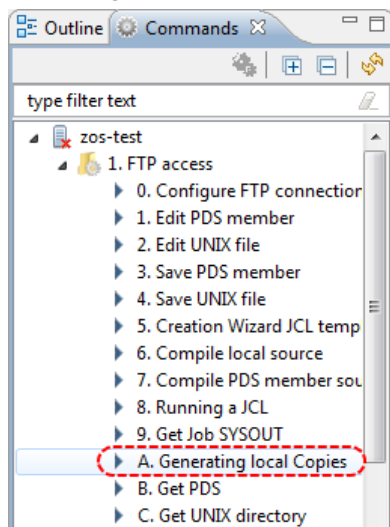 Outline Commands
type filter text
zos-test
1. FTP access
0. Configure FTP connection
1. Edit PDS member
2. Edit UNIX file
3. Save PDS member
4. Save UNIX file
5. Creation Wizard JCL temp
6. Compile local source
7. Compile PDS member sou
8. Running a JCL
9. Get Job SYSOUT
A. Generating local Copies
B. Get PDS
C. Get UNIX directory